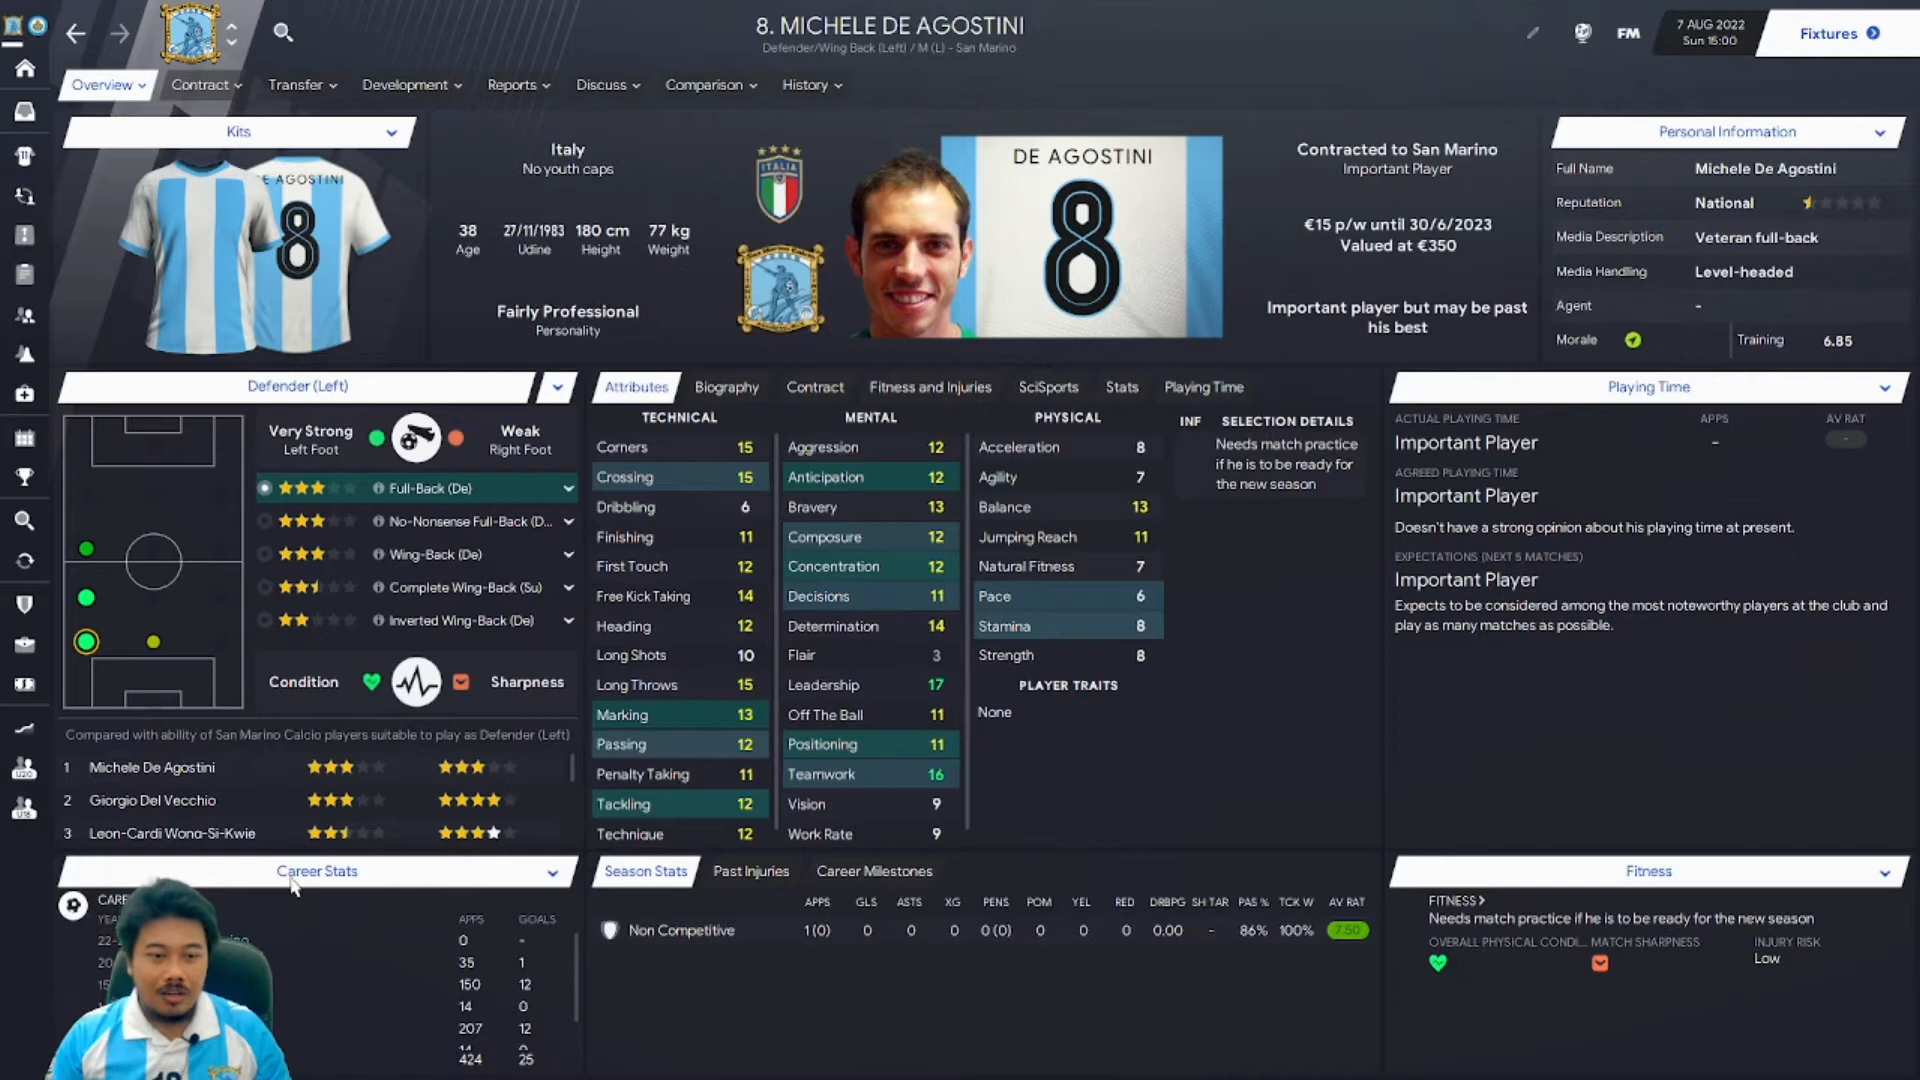 8. MICHELE DE AGOSTINI
Defender/Wing Back (Left) / M (L) - San Marino
FM
7 AUG 2022
Sun 15:00
Fixtures
Overview
Contract
Transfer
Development
Reports
Discuss
Comparison
History
Kits
DE AGOSTINI
8
Italy
No youth caps
38
Age
27/11/1983
Udine
180 cm
Height
77 kg
Weight
Fairly Professional
Personality
ITALIA
DE AGOSTINI
8
Contracted to San Marino
Important Player
€15 p/w until 30/6/2023
Valued at €350
Important player but may be past
his best
Personal Information
Full Name Michele De Agostini
Reputation National
Media Description Veteran full-back
Media Handling Level-headed
Agent -
Morale
Training 6.85
Defender (Left)
Very Strong
Left Foot
Weak
Right Foot
Full-Back (De)
No-Nonsense Full-Back (D...
Wing-Back (De)
Complete Wing-Back (Su)
Inverted Wing-Back (De)
Condition
Sharpness
Compared with ability of San Marino Calcio players suitable to play as Defender (Left)
1 Michele De Agostini
2 Giorgio Del Vecchio
3 Leon-Cardi Wong-Si-Kwie
Attributes
Biography
Contract
Fitness and Injuries
SciSports
Stats
Playing Time
TECHNICAL
Corners 15
Crossing 15
Dribbling 6
Finishing 11
First Touch 12
Free Kick Taking 14
Heading 12
Long Shots 10
Long Throws 15
Marking 13
Passing 12
Penalty Taking 11
Tackling 12
Technique 12
MENTAL
Aggression 12
Anticipation 12
Bravery 13
Composure 12
Concentration 12
Decisions 11
Determination 14
Flair 3
Leadership 17
Off The Ball 11
Positioning 11
Teamwork 16
Vision 9
Work Rate 9
PHYSICAL
Acceleration 8
Agility 7
Balance 13
Jumping Reach 11
Natural Fitness 7
Pace 6
Stamina 8
Strength 8
PLAYER TRAITS
None
INF
SELECTION DETAILS
Needs match practice
if he is to be ready for
the new season
Playing Time
ACTUAL PLAYING TIME
Important Player
APPS
-
AV RAT
-
AGREED PLAYING TIME
Important Player
Doesn't have a strong opinion about his playing time at present.
EXPECTATIONS (NEXT 5 MATCHES)
Important Player
Expects to be considered among the most noteworthy players at the club and
play as many matches as possible.
Career Stats
APPS GOALS
22- 0 -
20 35 1
150 12
14 0
207 12
424 25
Season Stats
Past Injuries
Career Milestones
APPS GLS ASTS XG PENS POM YEL RED DRBPG SH TAR PAS % TCK W AV RAT
Non Competitive 1 (0) 0 0 0 0 (0) 0 0 0 0.00 - 86% 100% 7.50
Fitness
FITNESS
Needs match practice if he is to be ready for the new season
OVERALL PHYSICAL CONDI... MATCH SHARPNESS INJURY RISK
Low
U20
U18